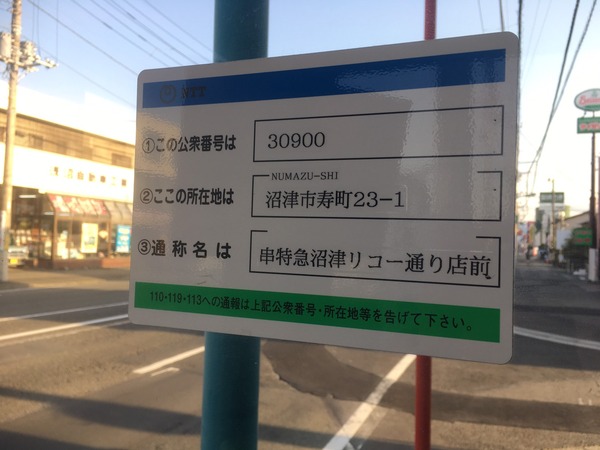 NTT
①この公衆番号は 30900
NUMAZU-SHI
②ここの所在地は 沼津市寿町23-1
③通称名は 串特急沼津リコー通り店前
110・119・113への通報は上記公衆番号・所在地等を告げて下さい。